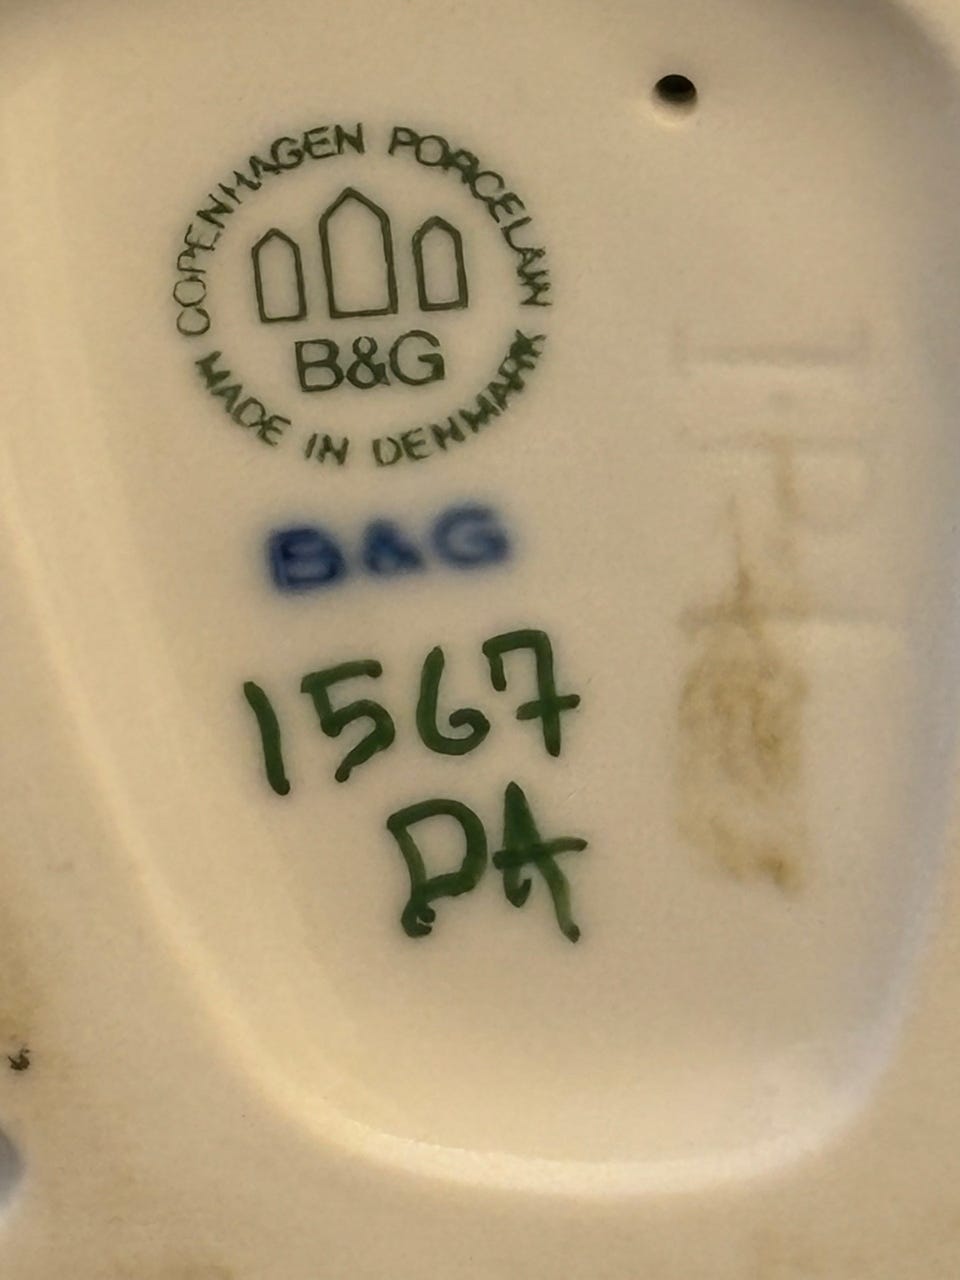 COPENHAGEN PORCELAIN
B&G
MADE IN DENMARK
B&G
1567
DA